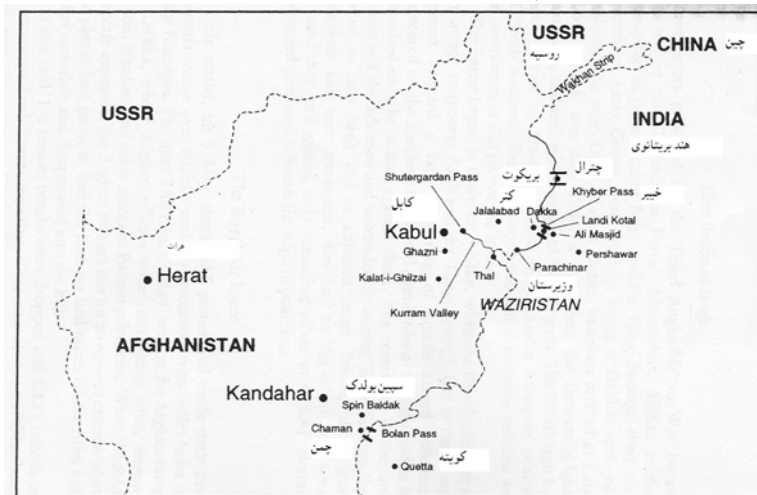 USSR
روسیه
CHINA
چین
Wakhan Strip
USSR
INDIA
هند بریتانوی
چترال
بریکوت
Shutergardan Pass
Khyber Pass
خیبر
کنر
کابل
Jalalabad
Dakka
Landi Kotal
Kabul
Ali Masjid
هرات
Ghazni
Pershawar
Parachinar
Herat
Kalat-i-Ghilzai
Thal
وزیرستان
WAZIRISTAN
Kurram Valley
AFGHANISTAN
سپین بولدک
Kandahar
Spin Baldak
Chaman
Bolan Pass
چمن
کویته
Quetta